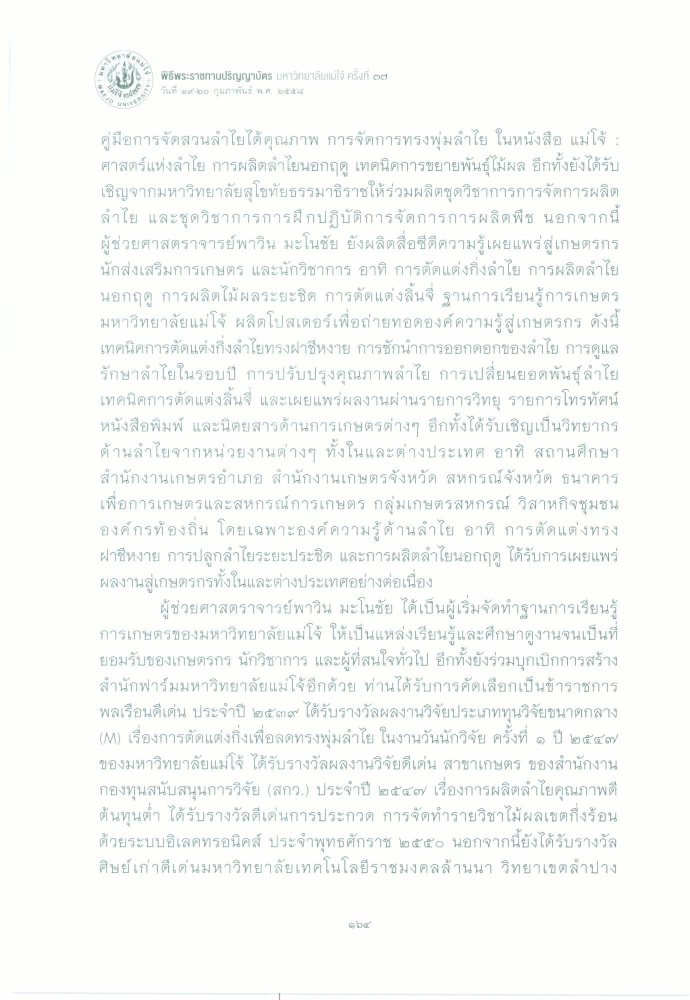 มหาวิทยาลัยแม่โจ้
แม่โจ้ ๒๔๗๗
MAEJO UNIVERSITY
พิธีพระราชทานปริญญาบัตร มหาวิทยาลัยแม่โจ้ ครั้งที่ ๓๗
วันที่ ๑๙-๒๐ กุมภาพันธ์ พ.ศ. ๒๕๕๘
คู่มือการจัดสวนลำไยได้คุณภาพ การจัดการทรงพุ่มลำไย ในหนังสือ แม่โจ้ :
ศาสตร์แห่งลำไย การผลิตลำไยนอกฤดู เทคนิคการขยายพันธุ์ไม้ผล อีกทั้งยังได้รับ
เชิญจากมหาวิทยาลัยสุโขทัยธรรมาธิราชให้ร่วมผลิตชุดวิชาการการจัดการผลิต
ลำไย และชุดวิชาการการฝึกปฏิบัติการจัดการการผลิตพืช นอกจากนี้
ผู้ช่วยศาสตราจารย์พาวิน มะโนชัย ยังผลิตสื่อซีดีความรู้เผยแพร่สู่เกษตรกร
นักส่งเสริมการเกษตร และนักวิชาการ อาทิ การตัดแต่งกิ่งลำไย การผลิตลำไย
นอกฤดู การผลิตไม้ผลระยะชิด การตัดแต่งลิ้นจี่ ฐานการเรียนรู้การเกษตร
มหาวิทยาลัยแม่โจ้ ผลิตโปสเตอร์เพื่อถ่ายทอดองค์ความรู้สู่เกษตรกร ดังนี้
เทคนิคการตัดแต่งกิ่งลำไยทรงฝาชีหงาย การชักนำการออกดอกของลำไย การดูแล
รักษาลำไยในรอบปี การปรับปรุงคุณภาพลำไย การเปลี่ยนยอดพันธุ์ลำไย
เทคนิคการตัดแต่งลิ้นจี่ และเผยแพร่ผลงานผ่านรายการวิทยุ รายการโทรทัศน์
หนังสือพิมพ์ และนิตยสารด้านการเกษตรต่างๆ อีกทั้งได้รับเชิญเป็นวิทยากร
ด้านลำไยจากหน่วยงานต่างๆ ทั้งในและต่างประเทศ อาทิ สถานศึกษา
สำนักงานเกษตรอำเภอ สำนักงานเกษตรจังหวัด สหกรณ์จังหวัด ธนาคาร
เพื่อการเกษตรและสหกรณ์การเกษตร กลุ่มเกษตรสหกรณ์ วิสาหกิจชุมชน
องค์กรท้องถิ่น โดยเฉพาะองค์ความรู้ด้านลำไย อาทิ การตัดแต่งทรง
ฝาชีหงาย การปลูกลำไยระยะประชิด และการผลิตลำไยนอกฤดู ได้รับการเผยแพร่
ผลงานสู่เกษตรกรทั้งในและต่างประเทศอย่างต่อเนื่อง
ผู้ช่วยศาสตราจารย์พาวิน มะโนชัย ได้เป็นผู้เริ่มจัดทำฐานการเรียนรู้
การเกษตรของมหาวิทยาลัยแม่โจ้ ให้เป็นแหล่งเรียนรู้และศึกษาดูงานจนเป็นที่
ยอมรับของเกษตรกร นักวิชาการ และผู้ที่สนใจทั่วไป อีกทั้งยังร่วมบุกเบิกการสร้าง
สำนักฟาร์มมหาวิทยาลัยแม่โจ้อีกด้วย ท่านได้รับการคัดเลือกเป็นข้าราชการ
พลเรือนดีเด่น ประจำปี ๒๕๓๙ ได้รับรางวัลผลงานวิจัยประเภททุนวิจัยขนาดกลาง
(M) เรื่องการตัดแต่งกิ่งเพื่อลดทรงพุ่มลำไย ในงานวันนักวิจัย ครั้งที่ ๑ ปี ๒๕๔๗
ของมหาวิทยาลัยแม่โจ้ ได้รับรางวัลผลงานวิจัยดีเด่น สาขาเกษตร ของสำนักงาน
กองทุนสนับสนุนการวิจัย (สกว.) ประจำปี ๒๕๔๗ เรื่องการผลิตลำไยคุณภาพดี
ต้นทุนต่ำ ได้รับรางวัลดีเด่นการประกวด การจัดทำรายวิชาไม้ผลเขตกึ่งร้อน
ด้วยระบบอิเลคทรอนิคส์ ประจำพุทธศักราช ๒๕๕๐ นอกจากนี้ยังได้รับรางวัล
ศิษย์เก่าดีเด่นมหาวิทยาลัยเทคโนโลยีราชมงคลล้านนา วิทยาเขตลำปาง
๑๖๔